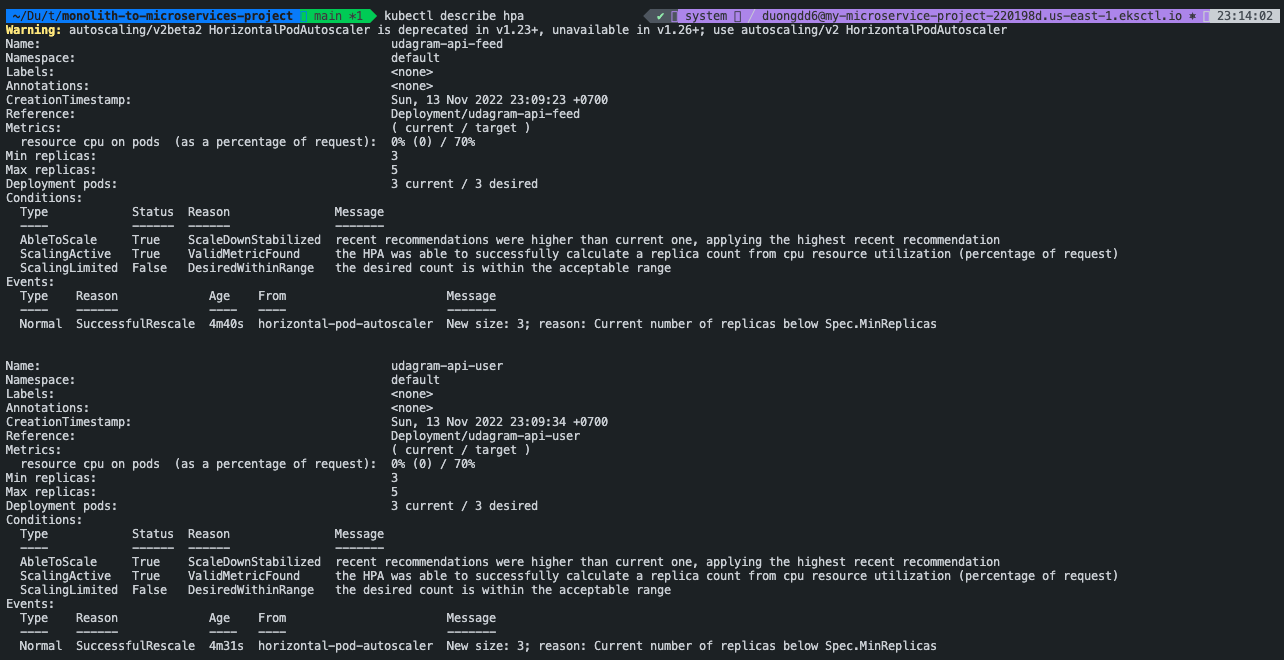 ~/Du/t/monolith-to-microservices-project main *1 kubectl describe hpa ✔ system / duongdd6@my-microservice-project-220198d.us-east-1.eksctl.io ⎈ 23:14:02
Warning: autoscaling/v2beta2 HorizontalPodAutoscaler is deprecated in v1.23+, unavailable in v1.26+; use autoscaling/v2 HorizontalPodAutoscaler
Name: udagram-api-feed
Namespace: default
Labels: <none>
Annotations: <none>
CreationTimestamp: Sun, 13 Nov 2022 23:09:23 +0700
Reference: Deployment/udagram-api-feed
Metrics: ( current / target )
resource cpu on pods (as a percentage of request): 0% (0) / 70%
Min replicas: 3
Max replicas: 5
Deployment pods: 3 current / 3 desired
Conditions:
Type Status Reason Message
---- ------ ------ -------
AbleToScale True ScaleDownStabilized recent recommendations were higher than current one, applying the highest recent recommendation
ScalingActive True ValidMetricFound the HPA was able to successfully calculate a replica count from cpu resource utilization (percentage of request)
ScalingLimited False DesiredWithinRange the desired count is within the acceptable range
Events:
Type Reason Age From Message
---- ------ ---- ---- -------
Normal SuccessfulRescale 4m40s horizontal-pod-autoscaler New size: 3; reason: Current number of replicas below Spec.MinReplicas
Name: udagram-api-user
Namespace: default
Labels: <none>
Annotations: <none>
CreationTimestamp: Sun, 13 Nov 2022 23:09:34 +0700
Reference: Deployment/udagram-api-user
Metrics: ( current / target )
resource cpu on pods (as a percentage of request): 0% (0) / 70%
Min replicas: 3
Max replicas: 5
Deployment pods: 3 current / 3 desired
Conditions:
Type Status Reason Message
---- ------ ------ -------
AbleToScale True ScaleDownStabilized recent recommendations were higher than current one, applying the highest recent recommendation
ScalingActive True ValidMetricFound the HPA was able to successfully calculate a replica count from cpu resource utilization (percentage of request)
ScalingLimited False DesiredWithinRange the desired count is within the acceptable range
Events:
Type Reason Age From Message
---- ------ ---- ---- -------
Normal SuccessfulRescale 4m31s horizontal-pod-autoscaler New size: 3; reason: Current number of replicas below Spec.MinReplicas